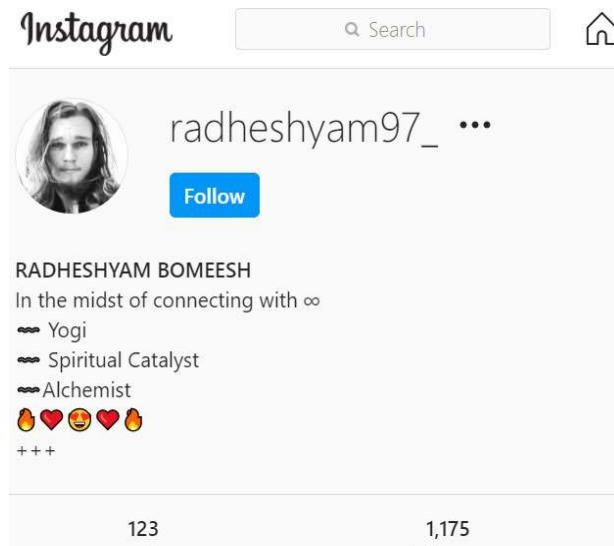 Instagram
Search
radheshyam97_ •••
Follow
RADHESHYAM BOMEESH
In the midst of connecting with ∞
Yogi
Spiritual Catalyst
Alchemist
🔥❤️😍❤️🔥
+++
123 1,175